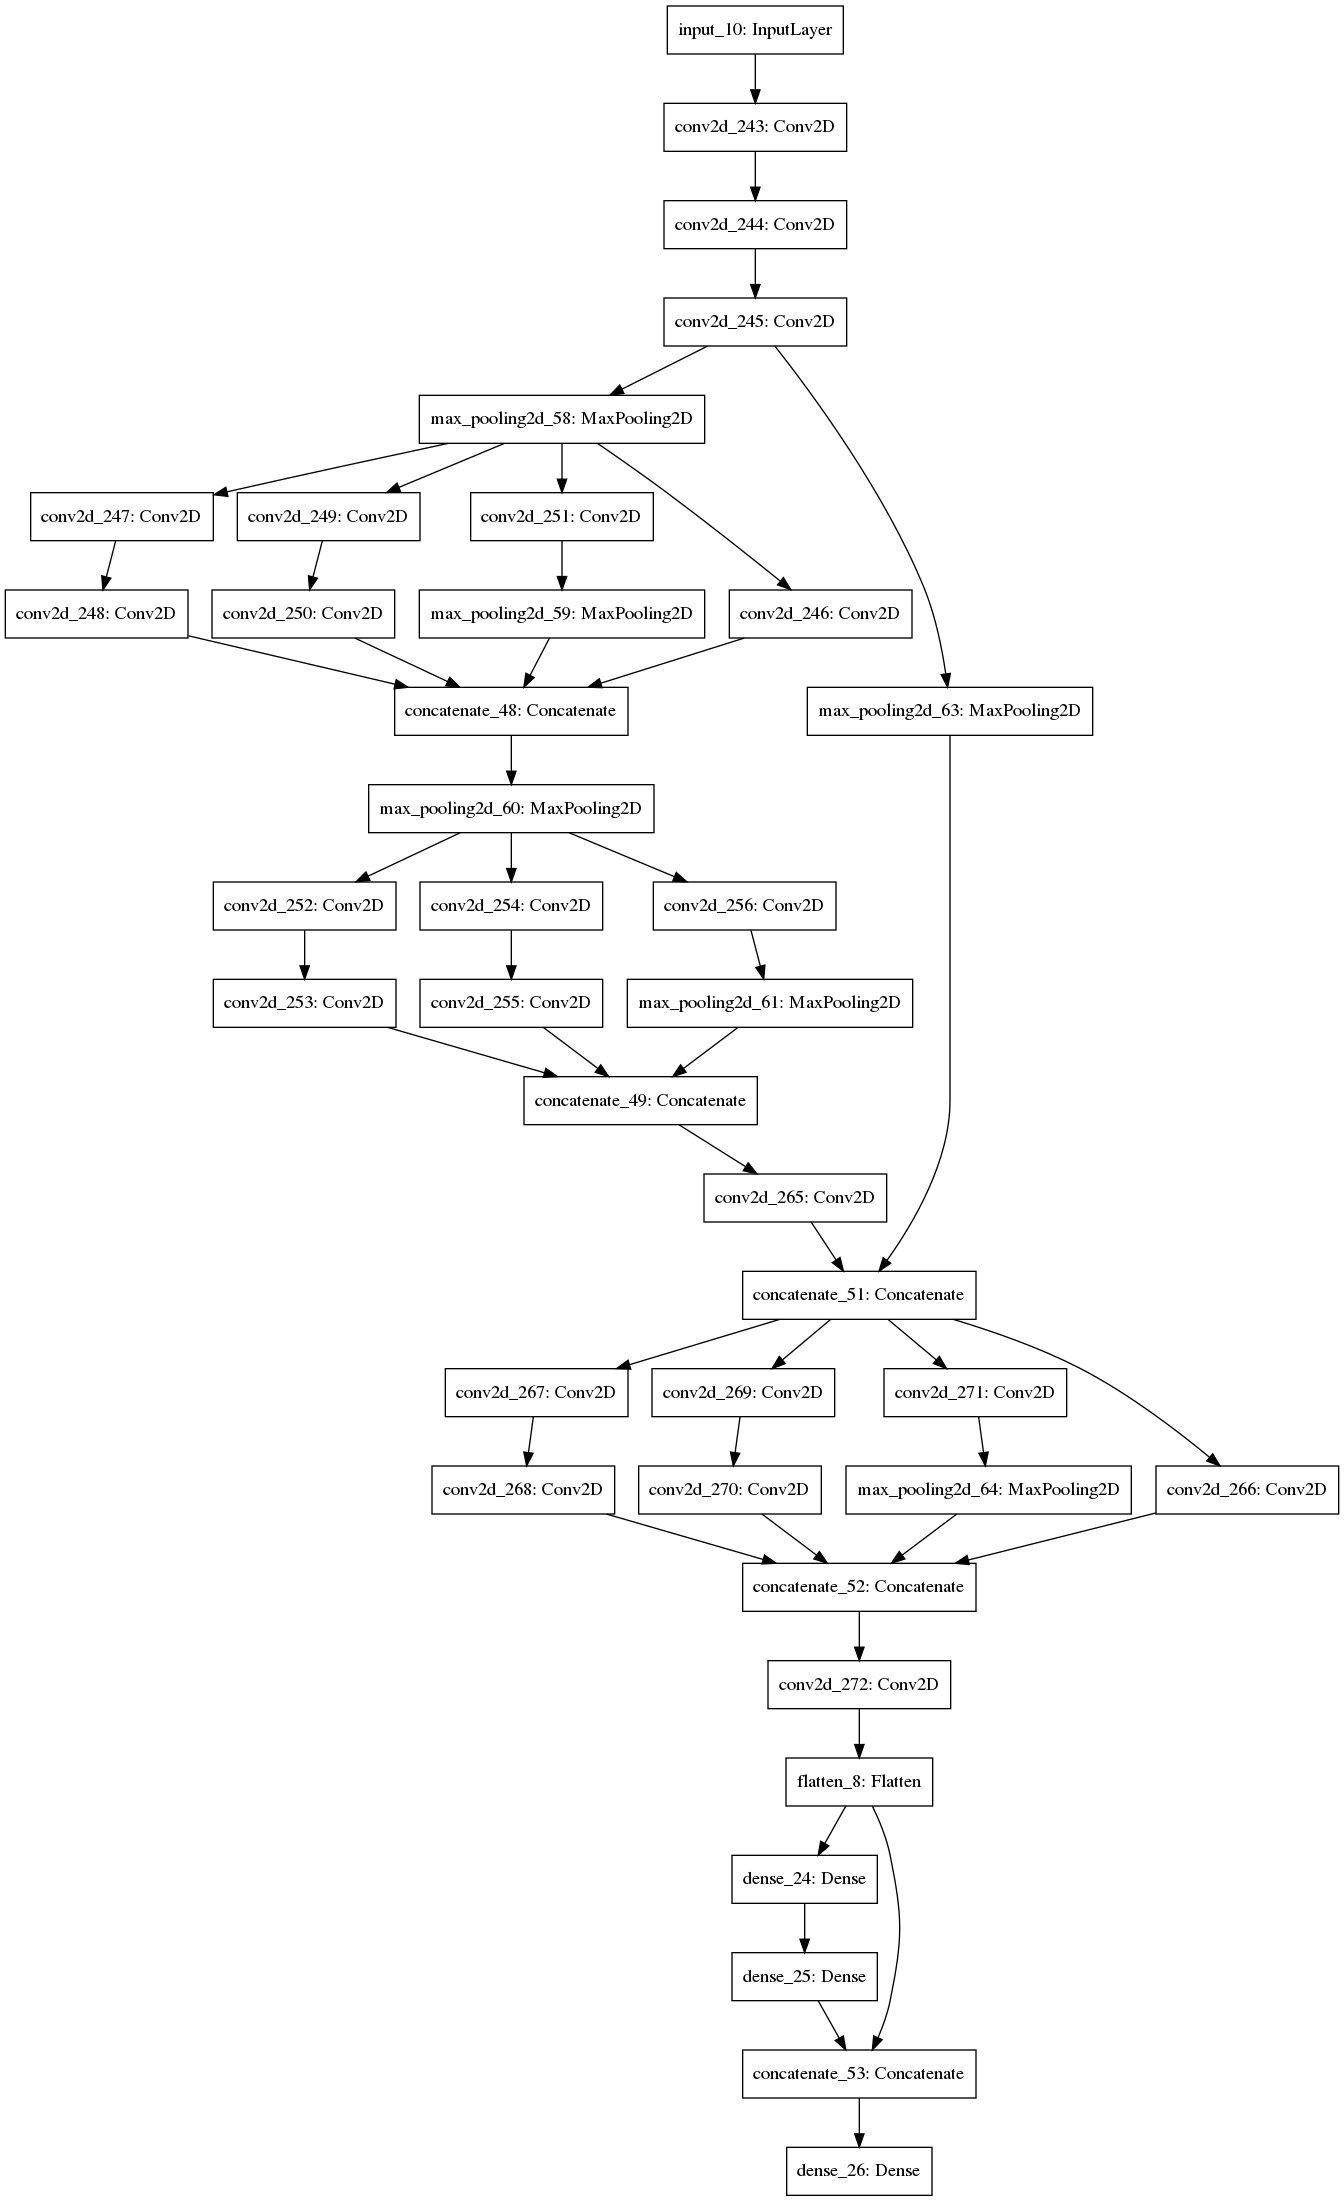 input_10: InputLayer
conv2d_243: Conv2D
conv2d_244: Conv2D
conv2d_245: Conv2D
max_pooling2d_58: MaxPooling2D
conv2d_247: Conv2D
conv2d_249: Conv2D
conv2d_251: Conv2D
conv2d_248: Conv2D
conv2d_250: Conv2D
max_pooling2d_59: MaxPooling2D
conv2d_246: Conv2D
concatenate_48: Concatenate
max_pooling2d_63: MaxPooling2D
max_pooling2d_60: MaxPooling2D
conv2d_252: Conv2D
conv2d_254: Conv2D
conv2d_256: Conv2D
conv2d_253: Conv2D
conv2d_255: Conv2D
max_pooling2d_61: MaxPooling2D
concatenate_49: Concatenate
conv2d_265: Conv2D
concatenate_51: Concatenate
conv2d_267: Conv2D
conv2d_269: Conv2D
conv2d_271: Conv2D
conv2d_268: Conv2D
conv2d_270: Conv2D
max_pooling2d_64: MaxPooling2D
conv2d_266: Conv2D
concatenate_52: Concatenate
conv2d_272: Conv2D
flatten_8: Flatten
dense_24: Dense
dense_25: Dense
concatenate_53: Concatenate
dense_26: Dense